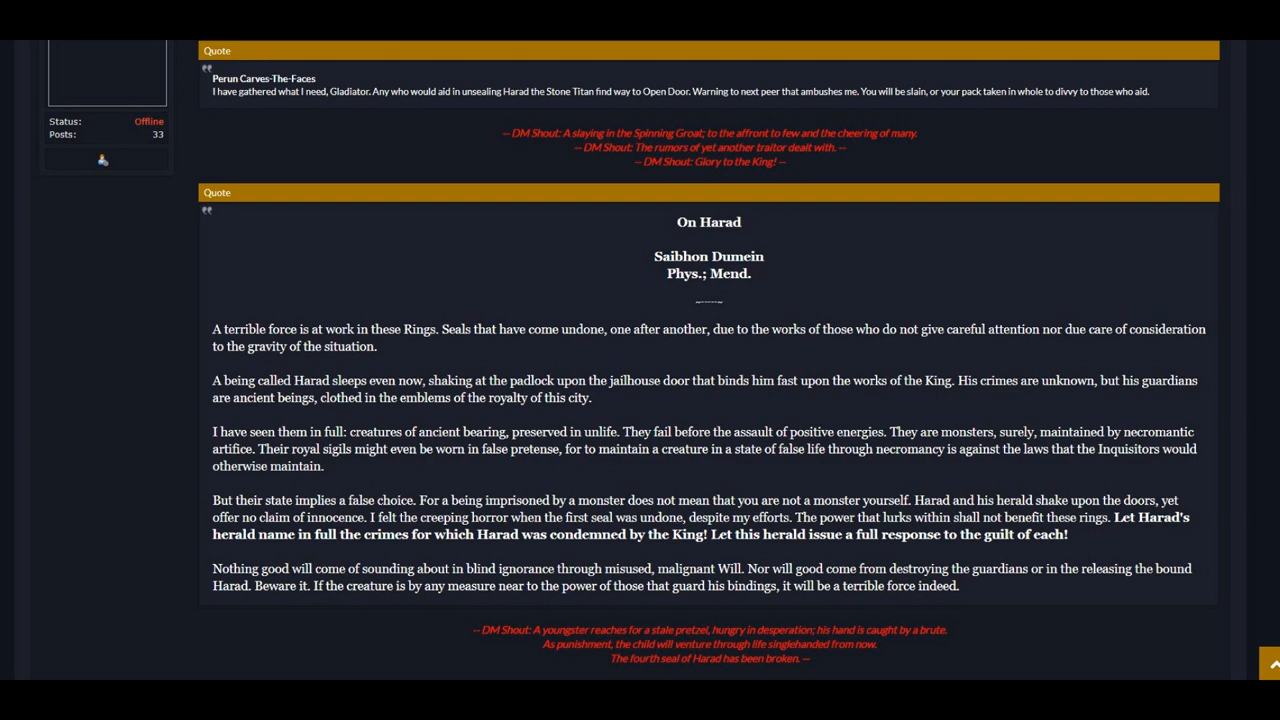 Quote
Perun Carves-The-Faces
I have gathered what I need, Gladiator. Any who would aid in unsealing Harad the Stone Titan find way to Open Door. Warning to next peer that ambushes me. You will be slain, or your pack taken in whole to divvy to those who aid.
Status: Offline
Posts: 33
-- DM Shout: A slaying in the Spinning Groat; to the affront to few and the cheering of many.
-- DM Shout: The rumors of yet another traitor dealt with. --
-- DM Shout: Glory to the King! --
Quote
On Harad
Saibhon Dumein
Phys.; Mend.
~-----~
A terrible force is at work in these Rings. Seals that have come undone, one after another, due to the works of those who do not give careful attention nor due care of consideration
to the gravity of the situation.
A being called Harad sleeps even now, shaking at the padlock upon the jailhouse door that binds him fast upon the works of the King. His crimes are unknown, but his guardians
are ancient beings, clothed in the emblems of the royalty of this city.
I have seen them in full: creatures of ancient bearing, preserved in unlife. They fail before the assault of positive energies. They are monsters, surely, maintained by necromantic
artifice. Their royal sigils might even be worn in false pretense, for to maintain a creature in a state of false life through necromancy is against the laws that the Inquisitors would
otherwise maintain.
But their state implies a false choice. For a being imprisoned by a monster does not mean that you are not a monster yourself. Harad and his herald shake upon the doors, yet
offer no claim of innocence. I felt the creeping horror when the first seal was undone, despite my efforts. The power that lurks within shall not benefit these rings. Let Harad's
herald name in full the crimes for which Harad was condemned by the King! Let this herald issue a full response to the guilt of each!
Nothing good will come of sounding about in blind ignorance through misused, malignant Will. Nor will good come from destroying the guardians or in the releasing the bound
Harad. Beware it. If the creature is by any measure near to the power of those that guard his bindings, it will be a terrible force indeed.
-- DM Shout: A youngster reaches for a stale pretzel, hungry in desperation; his hand is caught by a brute.
As punishment, the child will venture through life singlehanded from now.
The fourth seal of Harad has been broken. --